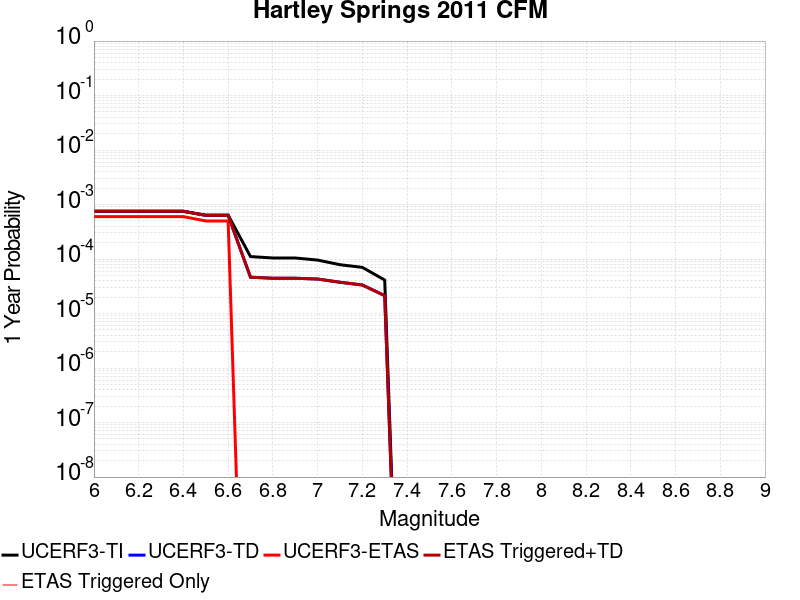 Hartley Springs 2011 CFM
1 Year Probability
10^0
10^-1
10^-2
10^-3
10^-4
10^-5
10^-6
10^-7
10^-8
6 6.2 6.4 6.6 6.8 7 7.2 7.4 7.6 7.8 8 8.2 8.4 8.6 8.8 9
Magnitude
UCERF3-TI UCERF3-TD UCERF3-ETAS ETAS Triggered+TD
ETAS Triggered Only